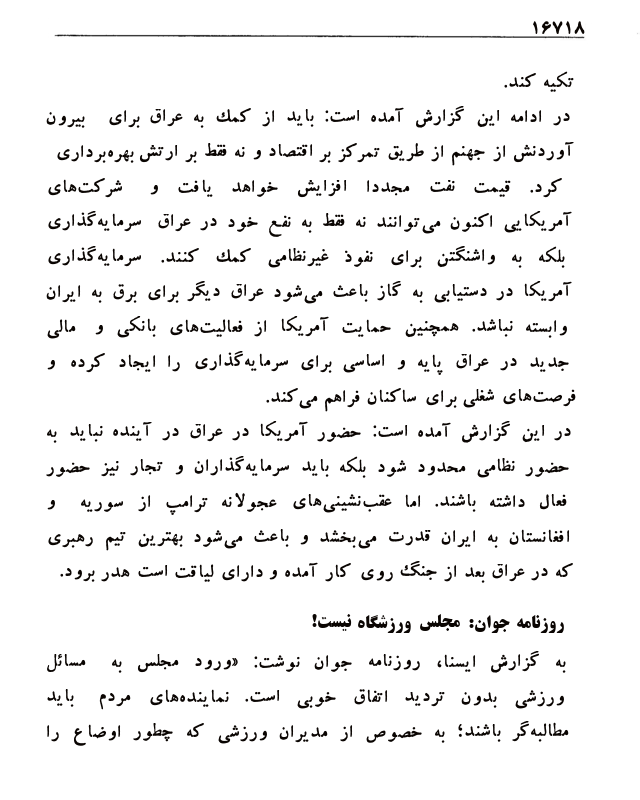 ۱۶۷۱۸
تکیه کند.
در ادامه این گزارش آمده است: باید از کمك به عراق برای بیرون
آوردنش از جهنم از طریق تمرکز بر اقتصاد و نه فقط بر ارتش بهره‌برداری
کرد. قیمت نفت مجددا افزایش خواهد یافت و شرکت‌های
آمریکایی اکنون می‌توانند نه فقط به نفع خود در عراق سرمایه‌گذاری
بلکه به واشنگتن برای نفوذ غیرنظامی کمك کنند. سرمایه‌گذاری
آمریکا در دستیابی به گاز باعث می‌شود عراق دیگر برای برق به ایران
وابسته نباشد. همچنین حمایت آمریکا از فعالیت‌های بانکی و مالی
جدید در عراق پایه و اساسی برای سرمایه‌گذاری را ایجاد کرده و
فرصت‌های شغلی برای ساکنان فراهم می‌کند.
در این گزارش آمده است: حضور آمریکا در عراق در آینده نباید به
حضور نظامی محدود شود بلکه باید سرمایه‌گذاران و تجار نیز حضور
فعال داشته باشند. اما عقب‌نشینی‌های عجولانه ترامپ از سوریه و
افغانستان به ایران قدرت می‌بخشد و باعث می‌شود بهترین تیم رهبری
که در عراق بعد از جنگ روی کار آمده و دارای لیاقت است هدر برود.
روزنامه جوان: مجلس ورزشگاه نیست!
به گزارش ایسنا، روزنامه جوان نوشت: «ورود مجلس به مسائل
ورزشی بدون تردید اتفاق خوبی است. نماینده‌های مردم باید
مطالبه‌گر باشند؛ به خصوص از مدیران ورزشی که چطور اوضاع را